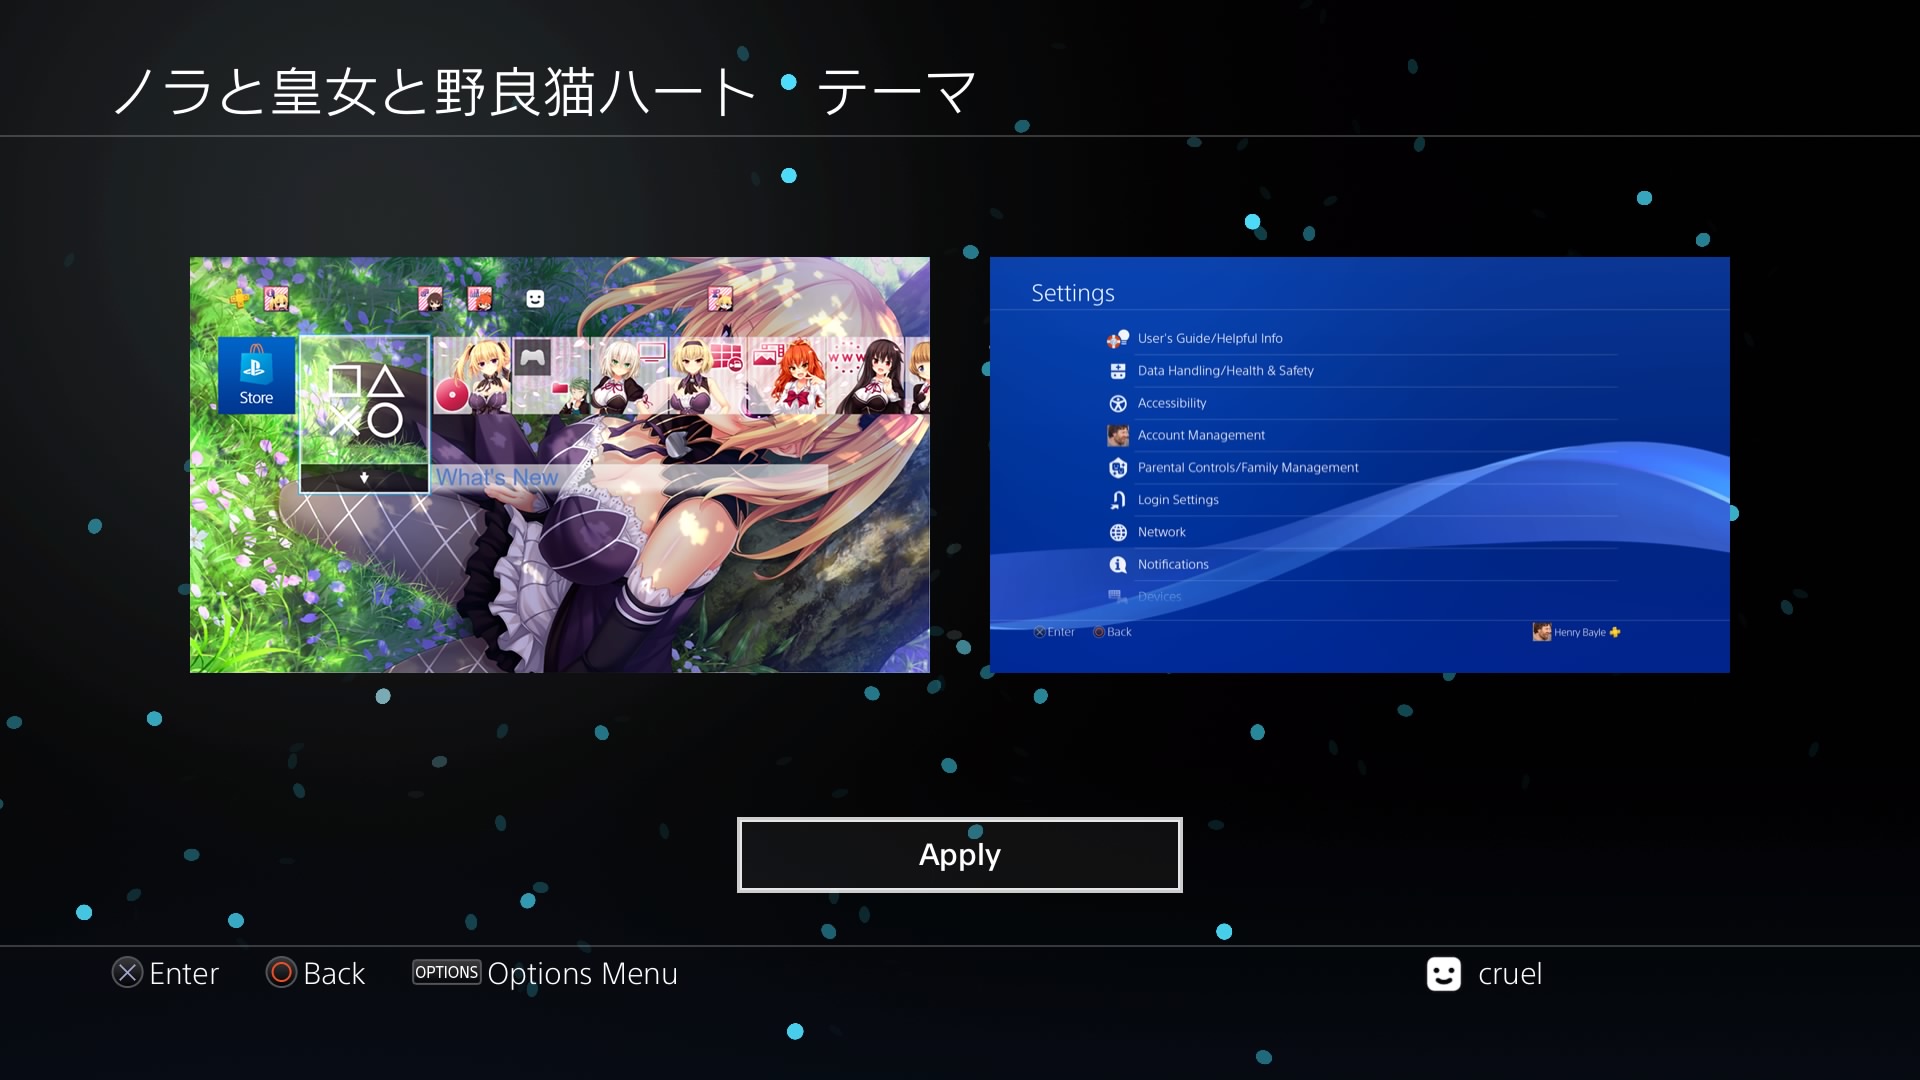 ノラと皇女と野良猫ハート・テーマ
Store
What's New
WWW
Settings
User's Guide/Helpful Info
Data Handling/Health & Safety
Accessibility
Account Management
Parental Controls/Family Management
Login Settings
Network
Notifications
Devices
Enter Back
Henry Bayle
Apply
Enter Back OPTIONS Options Menu
cruel